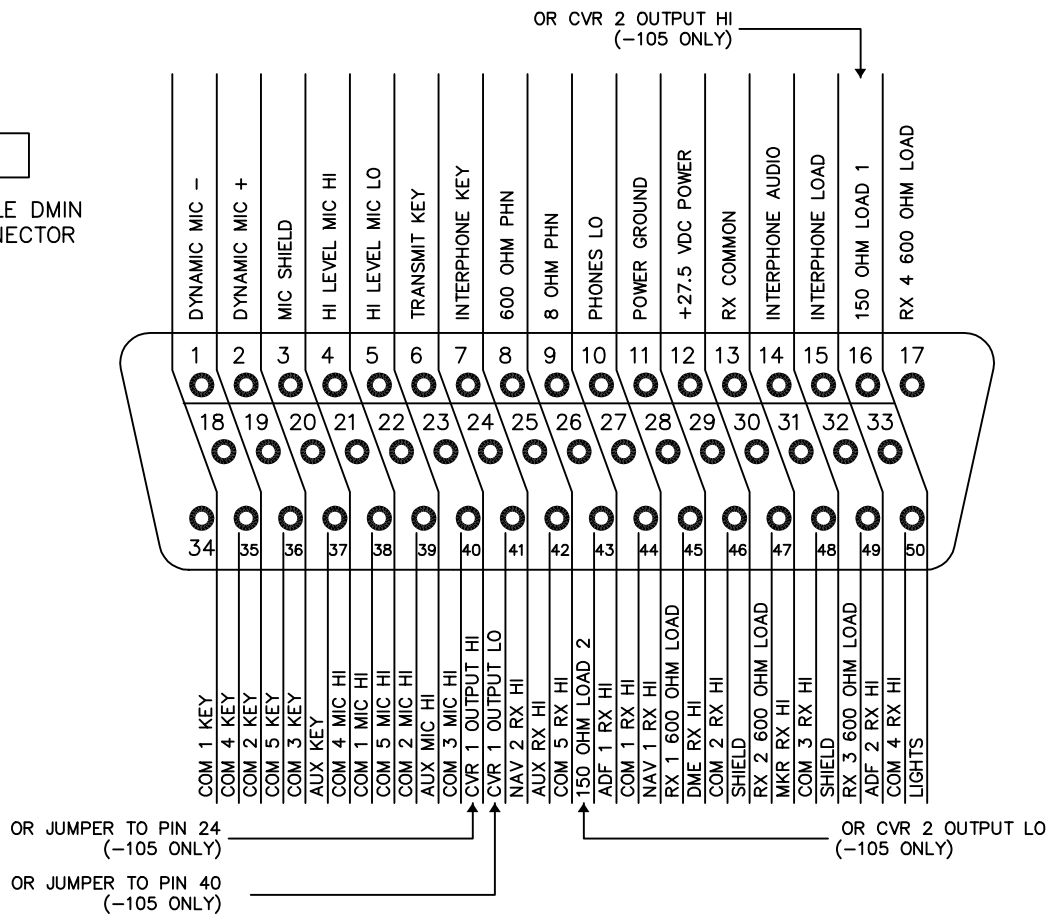 OR CVR 2 OUTPUT HI
(-105 ONLY)
LE DMIN
NECTOR
DYNAMIC MIC -
DYNAMIC MIC +
MIC SHIELD
HI LEVEL MIC HI
HI LEVEL MIC LO
TRANSMIT KEY
INTERPHONE KEY
600 OHM PHN
8 OHM PHN
PHONES LO
POWER GROUND
+27.5 VDC POWER
RX COMMON
INTERPHONE AUDIO
INTERPHONE LOAD
150 OHM LOAD 1
RX 4 600 OHM LOAD
1 2 3 4 5 6 7 8 9 10 11 12 13 14 15 16 17
18 19 20 21 22 23 24 25 26 27 28 29 30 31 32 33
34 35 36 37 38 39 40 41 42 43 44 45 46 47 48 49 50
COM 1 KEY
COM 4 KEY
COM 2 KEY
COM 5 KEY
COM 3 KEY
AUX KEY
COM 4 MIC HI
COM 1 MIC HI
COM 5 MIC HI
COM 2 MIC HI
AUX MIC HI
COM 3 MIC HI
CVR 1 OUTPUT HI
CVR 1 OUTPUT LO
NAV 2 RX HI
AUX RX HI
COM 5 RX HI
150 OHM LOAD 2
ADF 1 RX HI
COM 1 RX HI
NAV 1 RX HI
RX 1 600 OHM LOAD
DME RX HI
COM 2 RX HI
SHIELD
RX 2 600 OHM LOAD
MKR RX HI
COM 3 RX HI
SHIELD
RX 3 600 OHM LOAD
ADF 2 RX HI
COM 4 RX HI
LIGHTS
OR JUMPER TO PIN 24
(-105 ONLY)
OR CVR 2 OUTPUT LO
(-105 ONLY)
OR JUMPER TO PIN 40
(-105 ONLY)